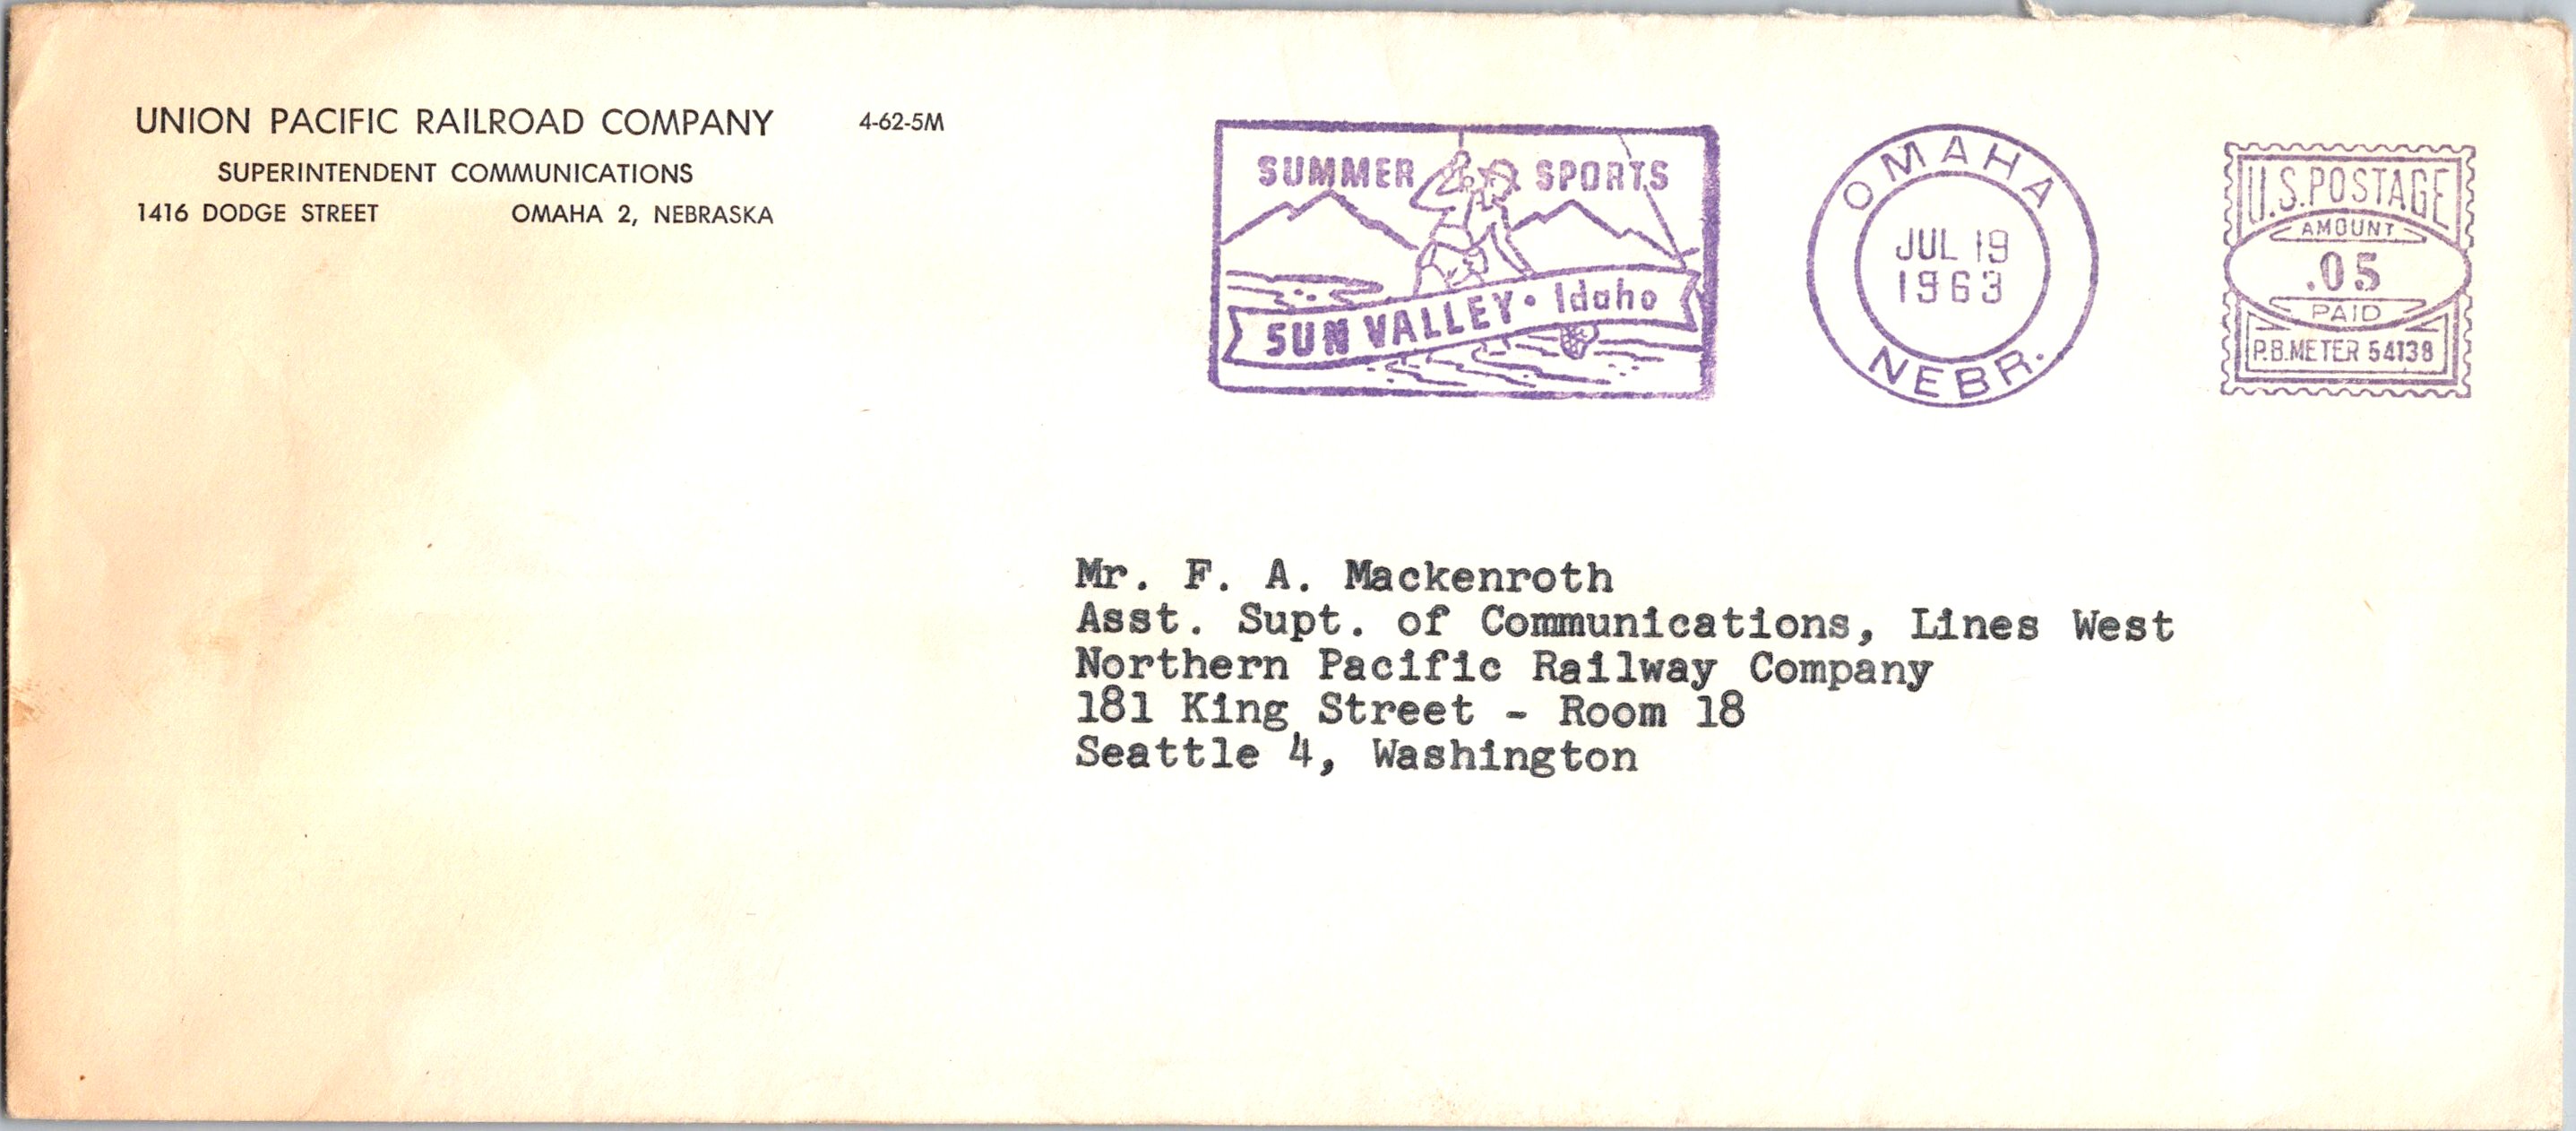 UNION PACIFIC RAILROAD COMPANY 4-62-5M
SUPERINTENDENT COMMUNICATIONS
1416 DODGE STREET OMAHA 2, NEBRASKA
SUMMER SPORTS
SUN VALLEY · Idaho
OMAHA
JUL 19
1963
NEBR.
U.S. POSTAGE
AMOUNT
.05
PAID
P.B. METER 54138
Mr. F. A. Mackenroth
Asst. Supt. of Communications, Lines West
Northern Pacific Railway Company
181 King Street - Room 18
Seattle 4, Washington